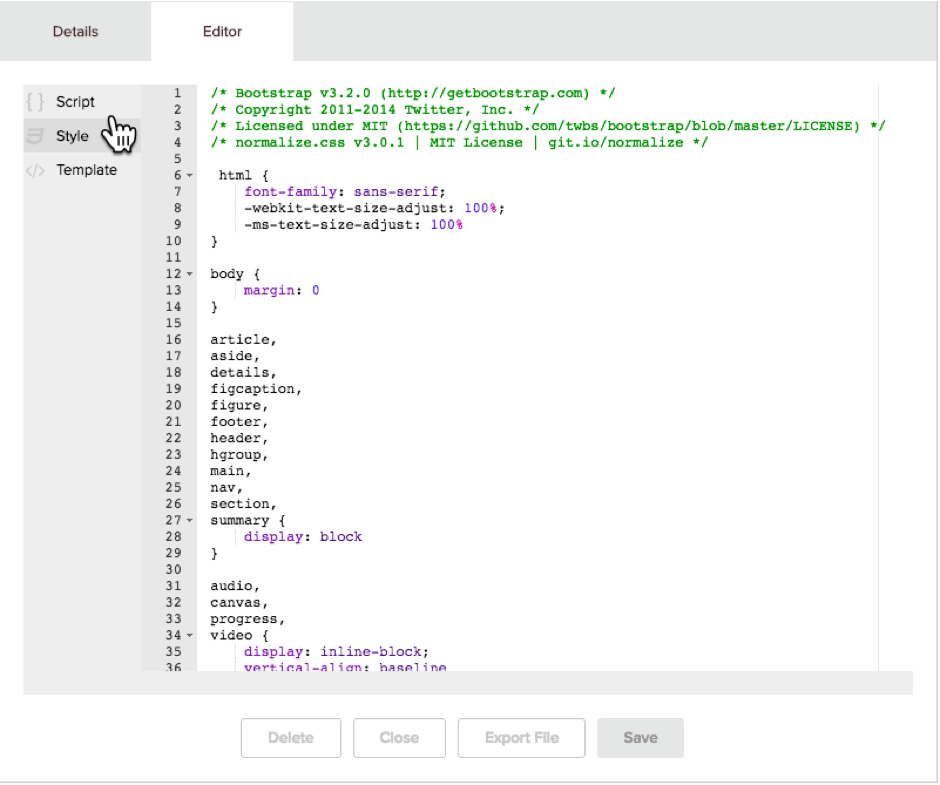 Details
Editor
{ } Script
Style
</> Template
1 /* Bootstrap v3.2.0 (http://getbootstrap.com) */
2 /* Copyright 2011-2014 Twitter, Inc. */
3 /* Licensed under MIT (https://github.com/twbs/bootstrap/blob/master/LICENSE) */
4 /* normalize.css v3.0.1 | MIT License | git.io/normalize */
5
6 html {
7 font-family: sans-serif;
8 -webkit-text-size-adjust: 100%;
9 -ms-text-size-adjust: 100%
10 }
11
12 body {
13 margin: 0
14 }
15
16 article,
17 aside,
18 details,
19 figcaption,
20 figure,
21 footer,
22 header,
23 hgroup,
24 main,
25 nav,
26 section,
27 summary {
28 display: block
29 }
30
31 audio,
32 canvas,
33 progress,
34 video {
35 display: inline-block;
36 vertical-align: baseline
Delete
Close
Export File
Save